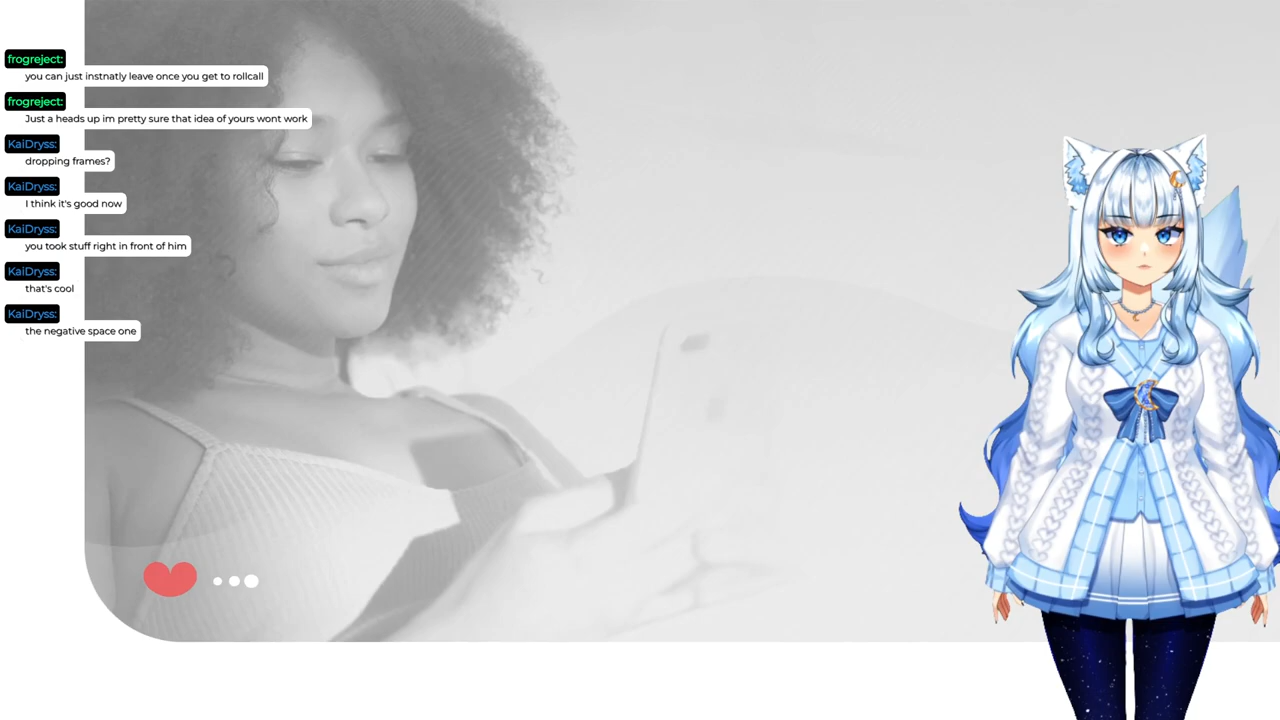 frogreject:
you can just instnatly leave once you get to rollcall
frogreject:
Just a heads up im pretty sure that idea of yours wont work
KaiDryss:
dropping frames?
KaiDryss:
I think it's good now
KaiDryss:
you took stuff right in front of him
KaiDryss:
that's cool
KaiDryss:
the negative space one